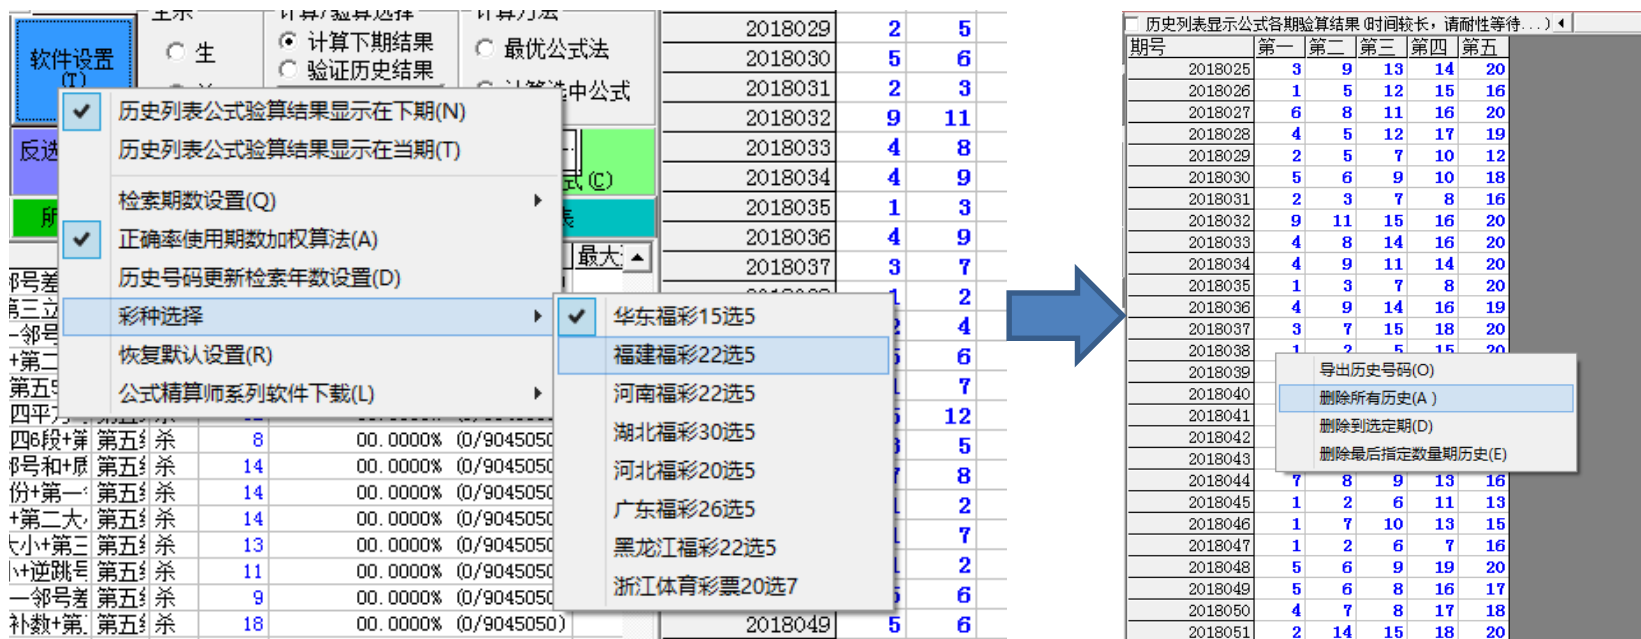 软件设置
(T)
生
计算下期结果
验证历史结果
最优公式法
中公式
历史列表公式验算结果显示在下期(N)
历史列表公式验算结果显示在当期(T)
检索期数设置(Q)
正确率使用期数加权算法(A)
历史号码更新检索年数设置(D)
彩种选择
恢复默认设置(R)
公式精算师系列软件下载(L)
华东福彩15选5
福建福彩22选5
河南福彩22选5
湖北福彩30选5
河北福彩20选5
广东福彩26选5
黑龙江福彩22选5
浙江体育彩票20选7
反选
式(C)
所
表
最大
第五 杀 8 00.0000% (0/9045050
第五 杀 14 00.0000% (0/9045050
第五 杀 14 00.0000% (0/9045050
第五 杀 14 00.0000% (0/9045050
第五 杀 13 00.0000% (0/9045050
第五 杀 11 00.0000% (0/9045050
第五 杀 9 00.0000% (0/9045050
第五 杀 18 00.0000% (0/9045050)
2018029 2 5
2018030 5 6
2018031 2 3
2018032 9 11
2018033 4 8
2018034 4 9
2018035 1 3
2018036 4 9
2018037 3 7
1 2
4
6
7
12
5
8
2
7
2
6
2018049 5 6
历史列表显示公式各期验算结果(时间较长，请耐性等待...)
期号 第一 第二 第三 第四 第五
2018025 3 9 13 14 20
2018026 1 5 12 15 16
2018027 6 8 11 16 20
2018028 4 5 12 17 19
2018029 2 5 7 10 12
2018030 5 6 9 10 18
2018031 2 3 7 8 16
2018032 9 11 15 16 20
2018033 4 8 14 16 20
2018034 4 9 11 14 20
2018035 1 3 7 8 20
2018036 4 9 14 16 19
2018037 3 7 15 18 20
2018038 1 2 5 15 20
2018039
2018040
2018041
2018042
2018043
导出历史号码(O)
删除所有历史(A )
删除到选定期(D)
删除最后指定数量期历史(E)
2018044 7 8 9 13 16
2018045 1 2 6 11 13
2018046 1 7 10 13 15
2018047 1 2 6 7 16
2018048 5 6 9 19 20
2018049 5 6 8 16 17
2018050 4 7 8 17 18
2018051 2 14 15 18 20